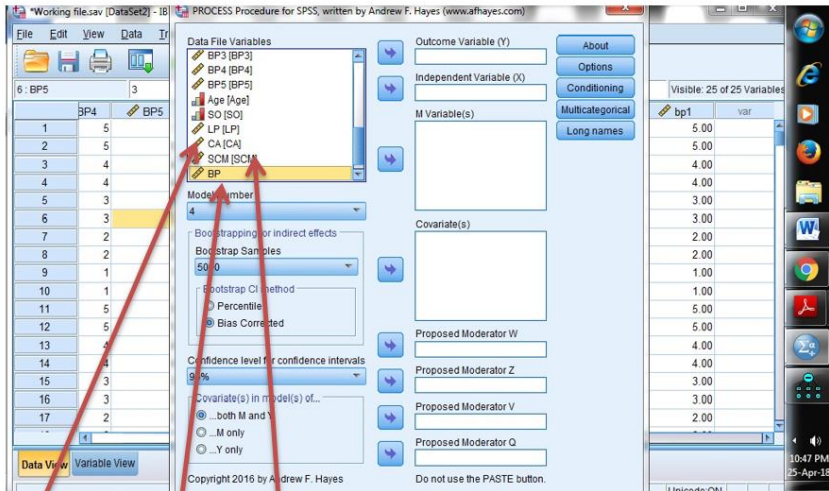 *Working file.sav [DataSet2] - IB
PROCESS Procedure for SPSS, written by Andrew F. Hayes (www.afhayes.com)
File Edit View Data Tr
6 : BP5
3
Visible: 25 of 25 Variables
BP4
BP5
bp1
var
1 5 5.00
2 5 5.00
3 4 4.00
4 4 4.00
5 3 3.00
6 3 3.00
7 2 2.00
8 2 2.00
9 1 1.00
10 1 1.00
11 5 5.00
12 5 5.00
13 4 4.00
14 4 4.00
15 3 3.00
16 3 3.00
17 2 2.00
Data View
Variable View
Data File Variables
BP3 [BP3]
BP4 [BP4]
BP5 [BP5]
Age [Age]
SO [SO]
LP [LP]
CA [CA]
SCM [SCM]
BP
Model Number
4
Bootstrapping for indirect effects
Bootstrap Samples
5000
Bootstrap CI method
Percentile
Bias Corrected
Confidence level for confidence intervals
Covariate(s) in model(s) of...
...both M and Y
...M only
...Y only
Copyright 2016 by Andrew F. Hayes
Outcome Variable (Y)
Independent Variable (X)
M Variable(s)
Covariate(s)
Proposed Moderator W
Proposed Moderator Z
Proposed Moderator V
Proposed Moderator Q
Do not use the PASTE button.
About
Options
Conditioning
Multicategorical
Long names
Unicode:ON
10:47 PM
25-Apr-18